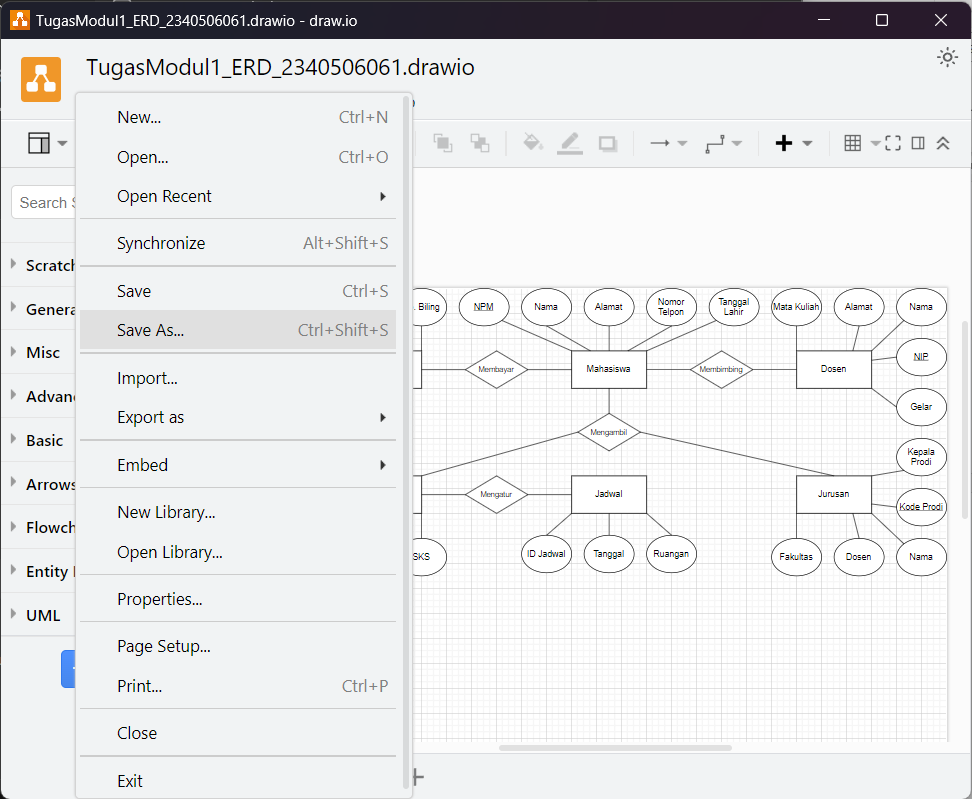 TugasModul1_ERD_2340506061.drawio - draw.io
TugasModul1_ERD_2340506061.drawio
New... Ctrl+N
Open... Ctrl+O
Open Recent
Synchronize Alt+Shift+S
Save Ctrl+S
Save As... Ctrl+Shift+S
Import...
Export as
Embed
New Library...
Open Library...
Properties...
Page Setup...
Print... Ctrl+P
Close
Exit
Search
Misc
Basic
Arrows
Entity
UML
Biling
NPM
Nama
Alamat
Nomor
Telpon
Tanggal
Lahir
Mata Kuliah
Alamat
Nama
Membayar
Mahasiswa
Membimbing
Dosen
NIP
Gelar
Mengambil
Kepala
Prodi
Mengatur
Jadwal
Jurusan
Kode Prodi
SKS
ID Jadwal
Tanggal
Ruangan
Fakultas
Dosen
Nama